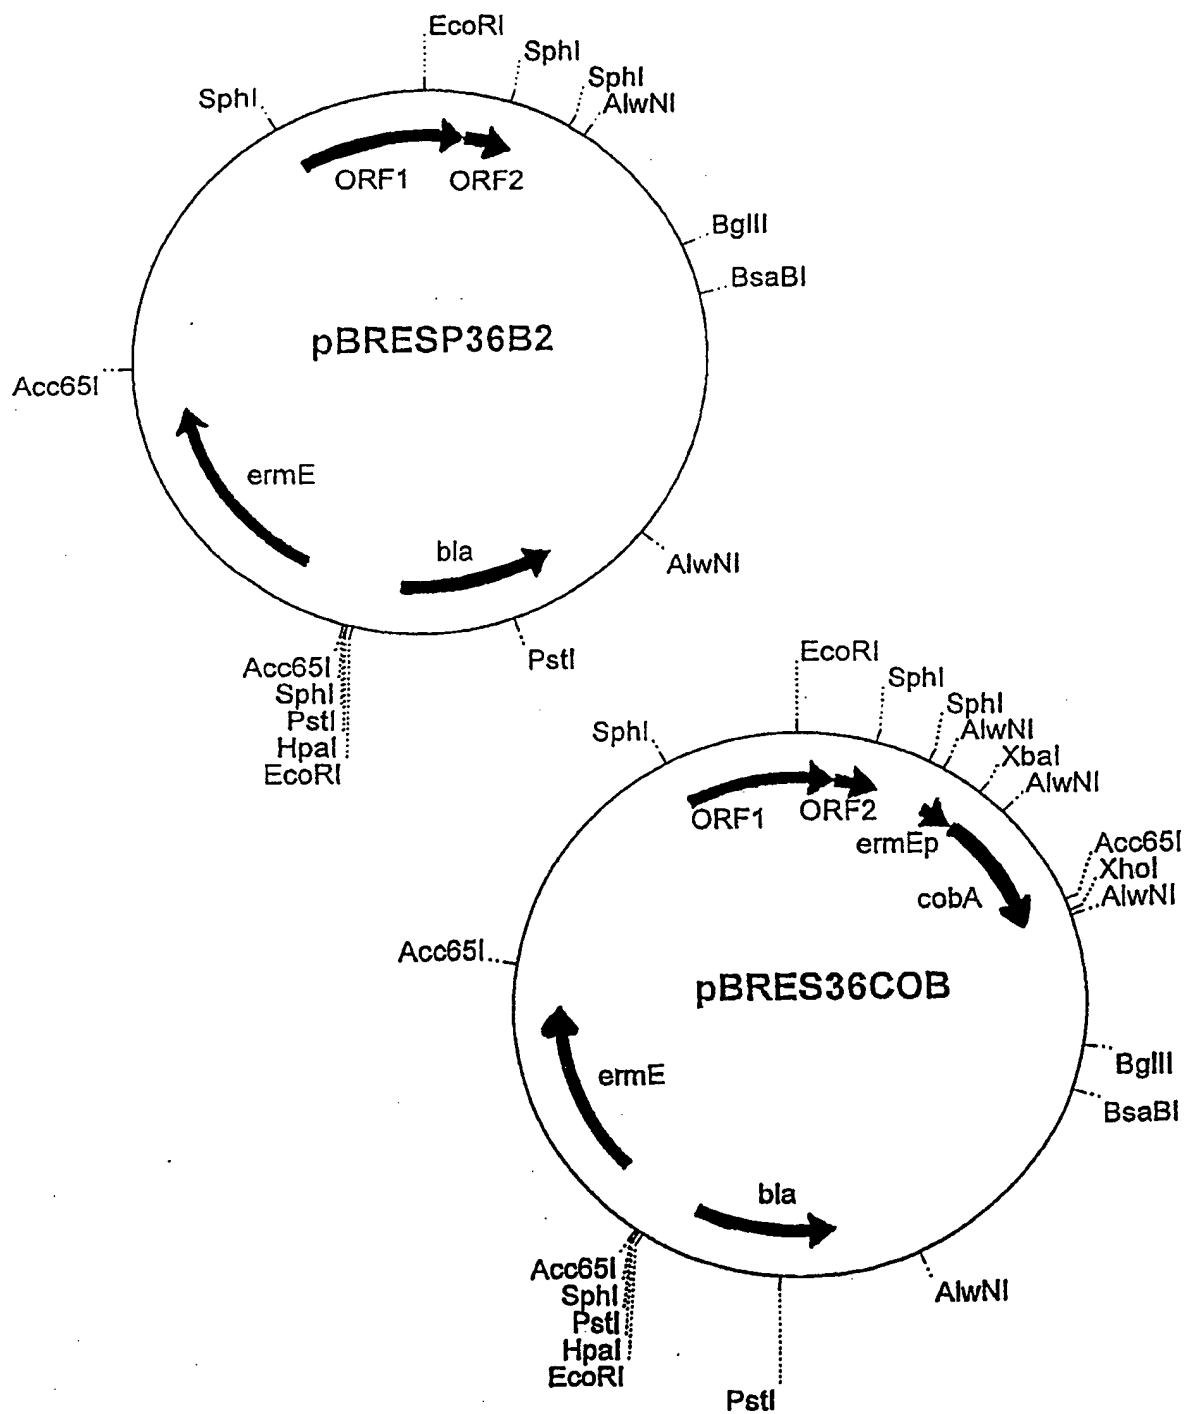 EcoRI
SphI
SphI
AlwNI
SphI
ORF1
ORF2
BglII
BsaBI
pBRESP36B2
Acc65I
ermE
bla
AlwNI
PstI
Acc65I
SphI
PstI
HpaI
EcoRI
EcoRI
SphI
SphI
AlwNI
XbaI
AlwNI
SphI
ORF1
ORF2
ermEp
cobA
Acc65I
XhoI
AlwNI
Acc65I
pBRES36COB
ermE
BglII
BsaBI
bla
Acc65I
SphI
PstI
HpaI
EcoRI
AlwNI
PstI